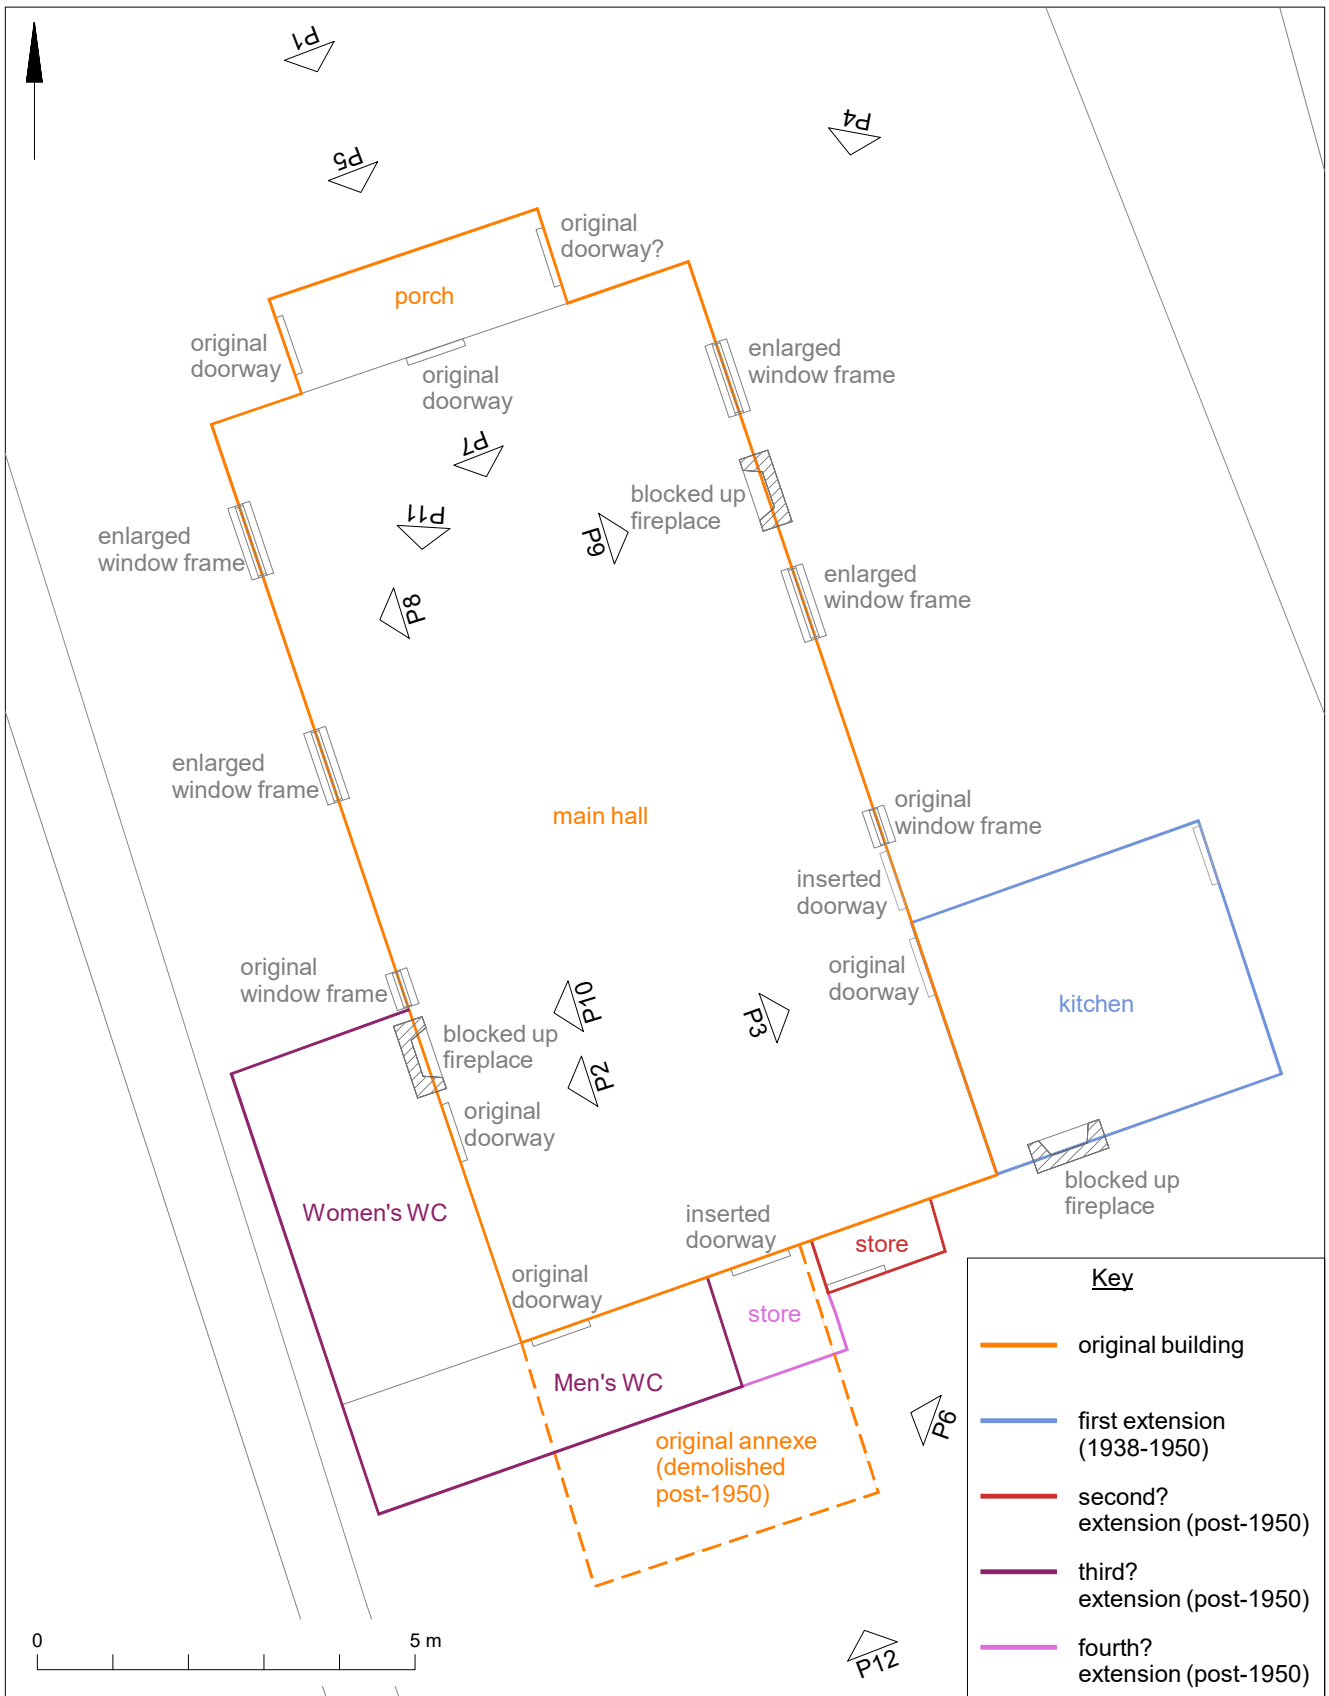 P1
P4
P5
original
doorway?
porch
original
doorway
original
doorway
enlarged
window frame
P7
P11
P9
blocked up
fireplace
enlarged
window frame
P8
enlarged
window frame
enlarged
window frame
main hall
original
window frame
inserted
doorway
original
doorway
kitchen
original
window frame
P10
P3
blocked up
fireplace
P2
original
doorway
blocked up
fireplace
Women's WC
inserted
doorway
store
original
doorway
store
Men's WC
P6
original annexe
(demolished
post-1950)
P12
0
5 m
Key
original building
first extension
(1938-1950)
second?
extension (post-1950)
third?
extension (post-1950)
fourth?
extension (post-1950)